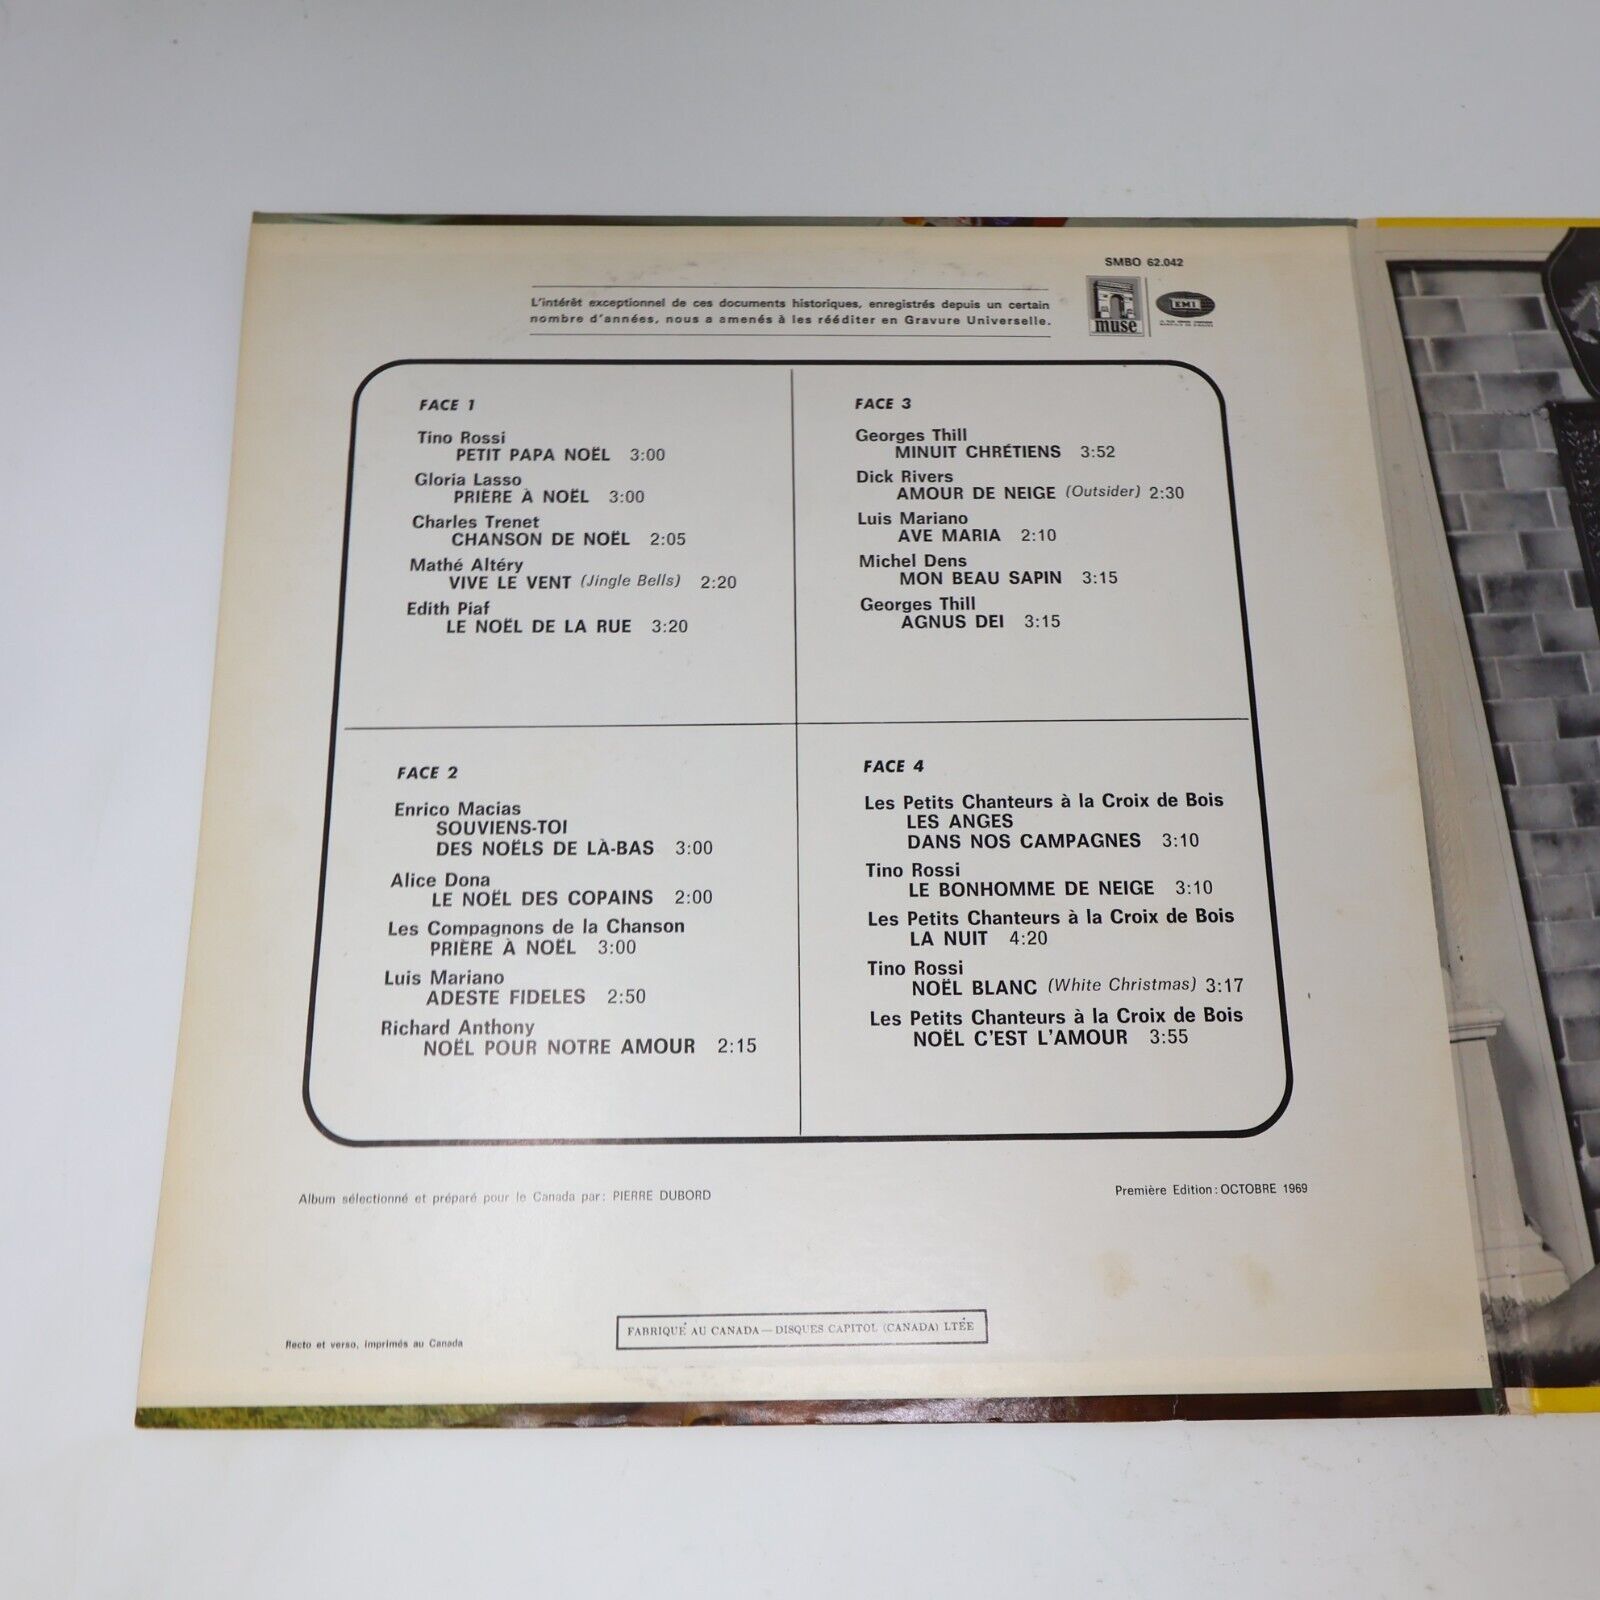 SMBO 62.042
L'intérêt exceptionnel de ces documents historiques, enregistrés depuis un certain
nombre d'années, nous a amenés à les rééditer en Gravure Universelle.
muse
EMI
FACE 1
Tino Rossi
PETIT PAPA NOËL 3:00
Gloria Lasso
PRIÈRE À NOËL 3:00
Charles Trenet
CHANSON DE NOËL 2:05
Mathé Altéry
VIVE LE VENT (Jingle Bells) 2:20
Edith Piaf
LE NOËL DE LA RUE 3:20
FACE 2
Enrico Macias
SOUVIENS-TOI
DES NOËLS DE LÀ-BAS 3:00
Alice Dona
LE NOËL DES COPAINS 2:00
Les Compagnons de la Chanson
PRIÈRE À NOËL 3:00
Luis Mariano
ADESTE FIDELES 2:50
Richard Anthony
NOËL POUR NOTRE AMOUR 2:15
FACE 3
Georges Thill
MINUIT CHRÉTIENS 3:52
Dick Rivers
AMOUR DE NEIGE (Outsider) 2:30
Luis Mariano
AVE MARIA 2:10
Michel Dens
MON BEAU SAPIN 3:15
Georges Thill
AGNUS DEI 3:15
FACE 4
Les Petits Chanteurs à la Croix de Bois
LES ANGES
DANS NOS CAMPAGNES 3:10
Tino Rossi
LE BONHOMME DE NEIGE 3:10
Les Petits Chanteurs à la Croix de Bois
LA NUIT 4:20
Tino Rossi
NOËL BLANC (White Christmas) 3:17
Les Petits Chanteurs à la Croix de Bois
NOËL C'EST L'AMOUR 3:55
Album sélectionné et préparé pour le Canada par: PIERRE DUBORD
Première Edition: OCTOBRE 1969
FABRIQUÉ AU CANADA — DISQUES CAPITOL (CANADA) LTÉE
Recto et verso, imprimés au Canada